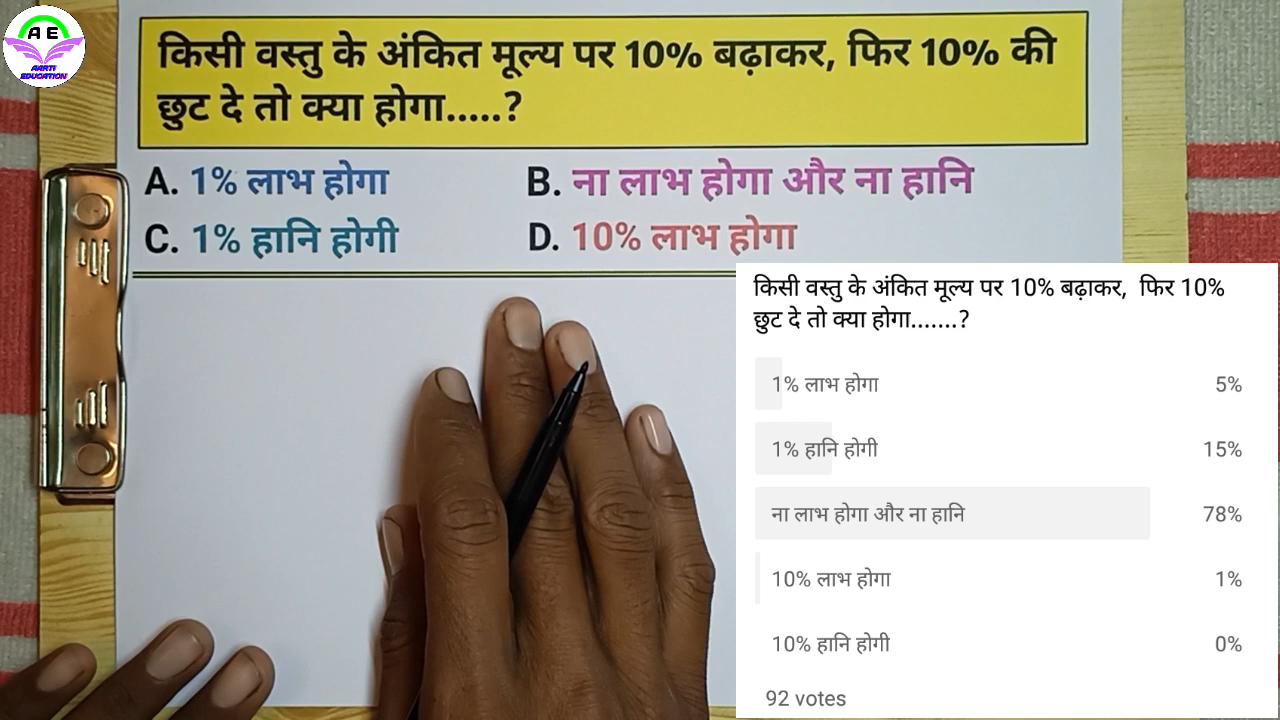 A E
AARTI
EDUCATION
किसी वस्तु के अंकित मूल्य पर 10% बढ़ाकर, फिर 10% की
छुट दे तो क्या होगा.....?
A. 1% लाभ होगा
B. ना लाभ होगा और ना हानि
C. 1% हानि होगी
D. 10% लाभ होगा
किसी वस्तु के अंकित मूल्य पर 10% बढ़ाकर, फिर 10%
छुट दे तो क्या होगा.......?
1% लाभ होगा 5%
1% हानि होगी 15%
ना लाभ होगा और ना हानि 78%
10% लाभ होगा 1%
10% हानि होगी 0%
92 votes